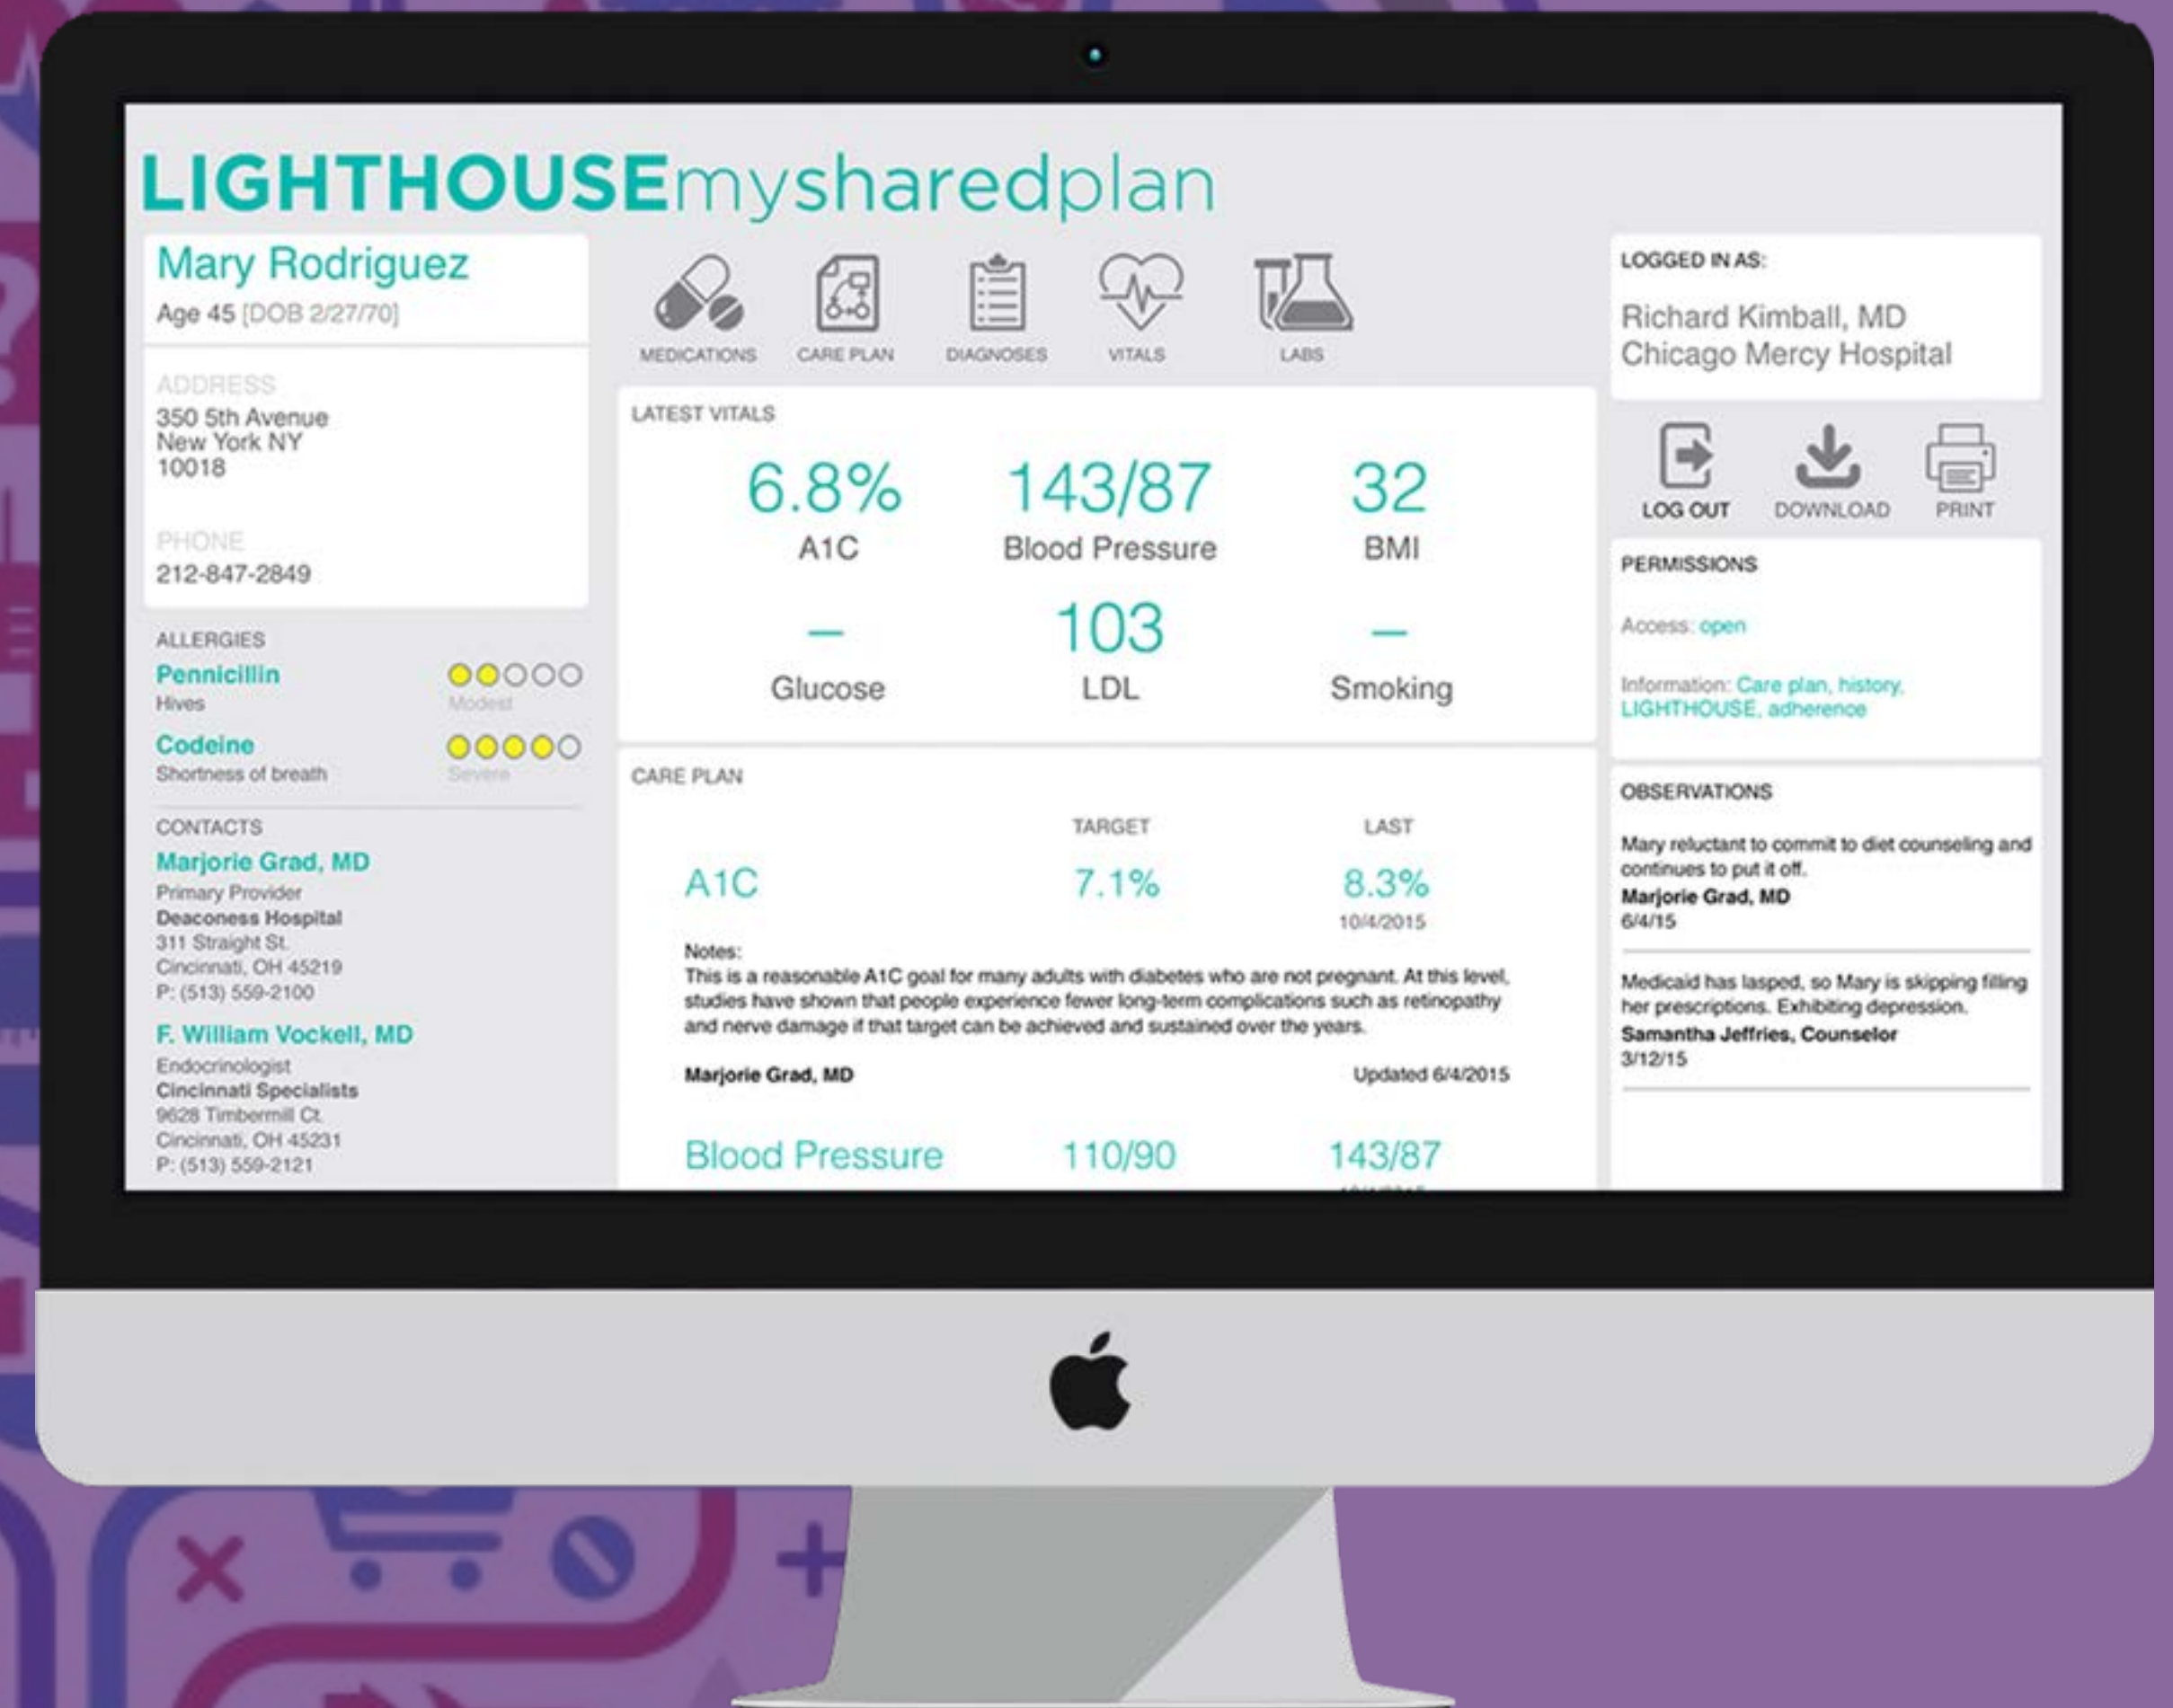 LIGHTHOUSEmysharedplan
Mary Rodriguez
Age 45 [DOB 2/27/70]
ADDRESS
350 5th Avenue
New York NY
10018
PHONE
212-847-2849
ALLERGIES
Pennicillin
Hives
Modest
Codeine
Shortness of breath
Severe
CONTACTS
Marjorie Grad, MD
Primary Provider
Deaconess Hospital
311 Straight St.
Cincinnati, OH 45219
P: (513) 559-2100
F. William Vockell, MD
Endocrinologist
Cincinnati Specialists
9628 Timbermill Ct.
Cincinnati, OH 45231
P: (513) 559-2121
MEDICATIONS
CARE PLAN
DIAGNOSES
VITALS
LABS
LATEST VITALS
6.8%
A1C
143/87
Blood Pressure
32
BMI
–
Glucose
103
LDL
–
Smoking
CARE PLAN
TARGET LAST
A1C 7.1% 8.3%
10/4/2015
Notes:
This is a reasonable A1C goal for many adults with diabetes who are not pregnant. At this level,
studies have shown that people experience fewer long-term complications such as retinopathy
and nerve damage if that target can be achieved and sustained over the years.
Marjorie Grad, MD Updated 6/4/2015
Blood Pressure 110/90 143/87
LOGGED IN AS:
Richard Kimball, MD
Chicago Mercy Hospital
LOG OUT
DOWNLOAD
PRINT
PERMISSIONS
Access: open
Information: Care plan, history,
LIGHTHOUSE, adherence
OBSERVATIONS
Mary reluctant to commit to diet counseling and
continues to put it off.
Marjorie Grad, MD
6/4/15
Medicaid has lasped, so Mary is skipping filling
her prescriptions. Exhibiting depression.
Samantha Jeffries, Counselor
3/12/15